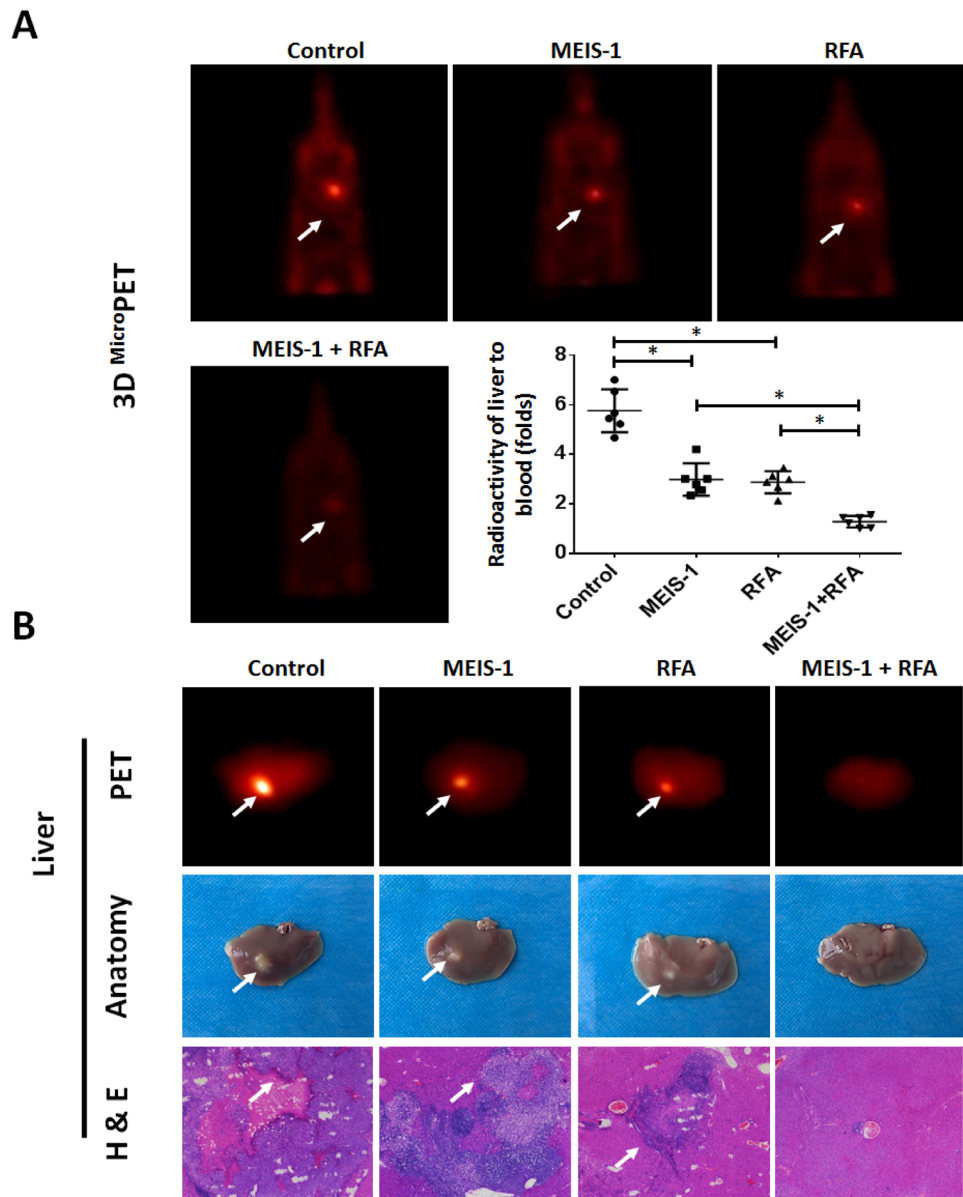 A
Control
MEIS-1
RFA
3D MicroPET
MEIS-1 + RFA
Radioactivity of liver to
blood (folds)
8
6
4
2
0
*
*
*
*
Control
MEIS-1
RFA
MEIS-1+RFA
B
Control
MEIS-1
RFA
MEIS-1 + RFA
Liver
PET
Anatomy
H & E